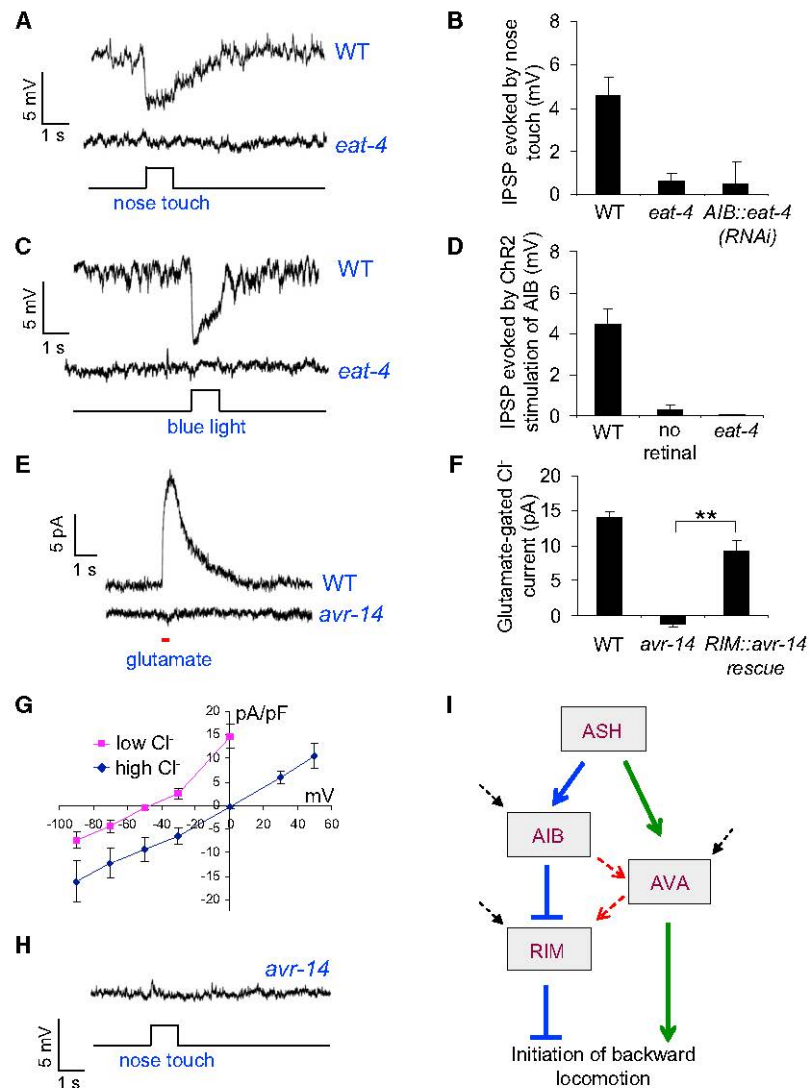 A
WT
5 mV
1 s
eat-4
nose touch
B
IPSP evoked by nose
touch (mV)
8
6
4
2
0
WT eat-4 AIB::eat-4
(RNAi)
C
WT
5 mV
1 s
eat-4
blue light
D
IPSP evoked by ChR2
stimulation of AIB (mV)
8
6
4
2
0
WT no eat-4
retinal
E
5 pA
1 s
WT
avr-14
glutamate
F
Glutamate-gated Cl-
current (pA)
20
15
10
5
0
**
WT avr-14 RIM::avr-14
rescue
G
pA/pF
low Cl-
high Cl-
mV
20
15
10
5
0
-5
-10
-15
-20
-100 -80 -60 -40 -20 0 20 40 60
H
avr-14
5 mV
1 s
nose touch
I
ASH
AIB
AVA
RIM
Initiation of backward
locomotion